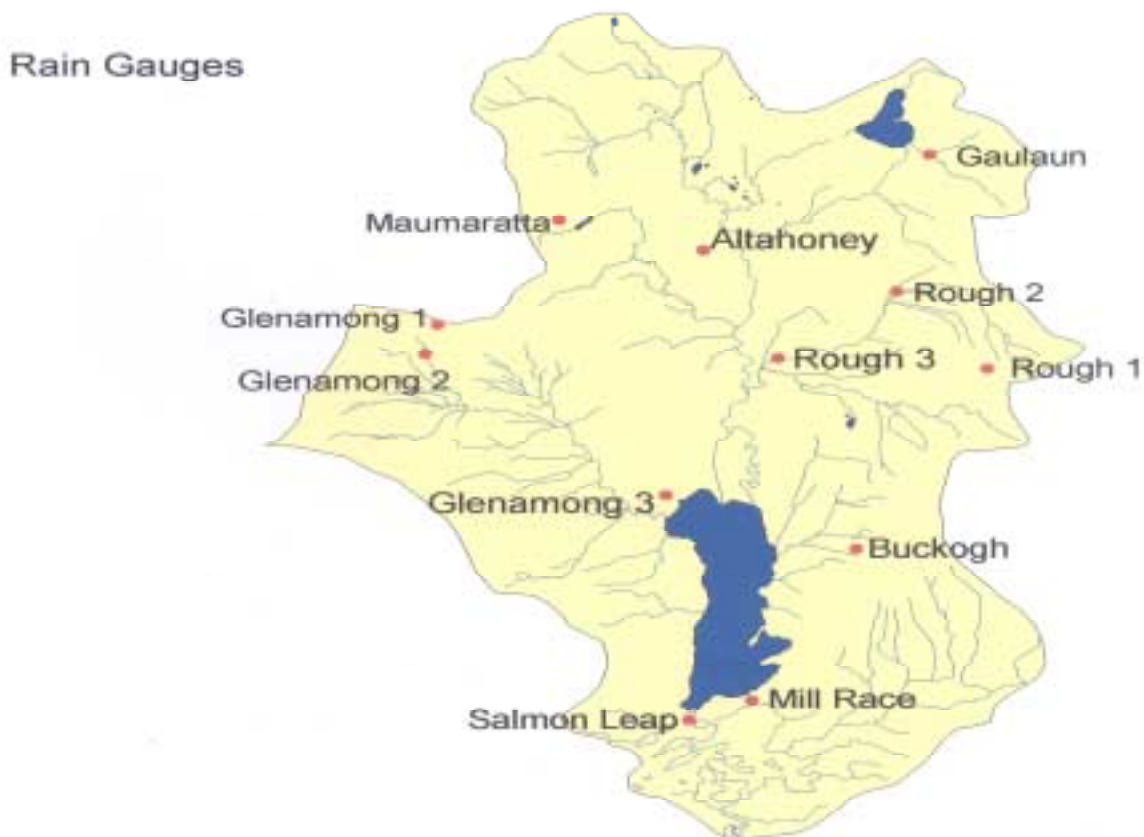 Rain Gauges
Gaulaun
Maumaratta
Altahoney
Rough 2
Glenamong 1
Rough 3
Rough 1
Glenamong 2
Glenamong 3
Buckogh
Mill Race
Salmon Leap